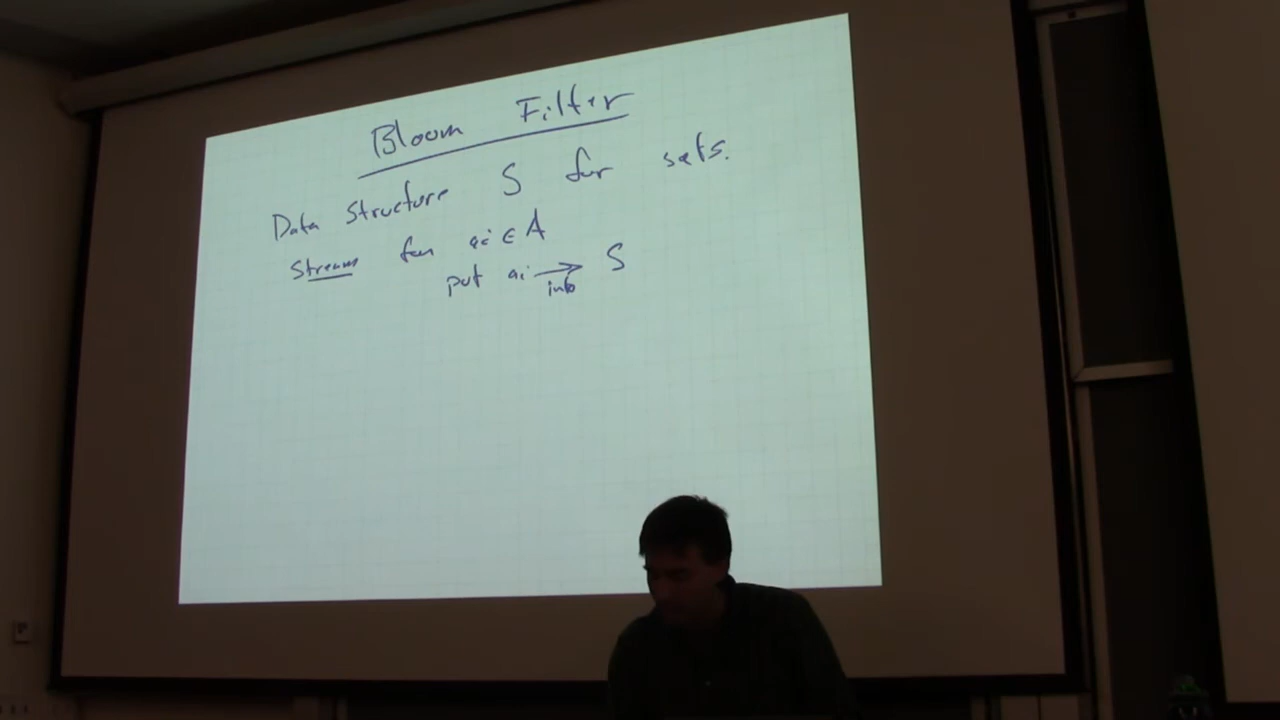 Bloom Filter
Data Structure S for sets.
Stream for ai ∈ A
put ai → into S